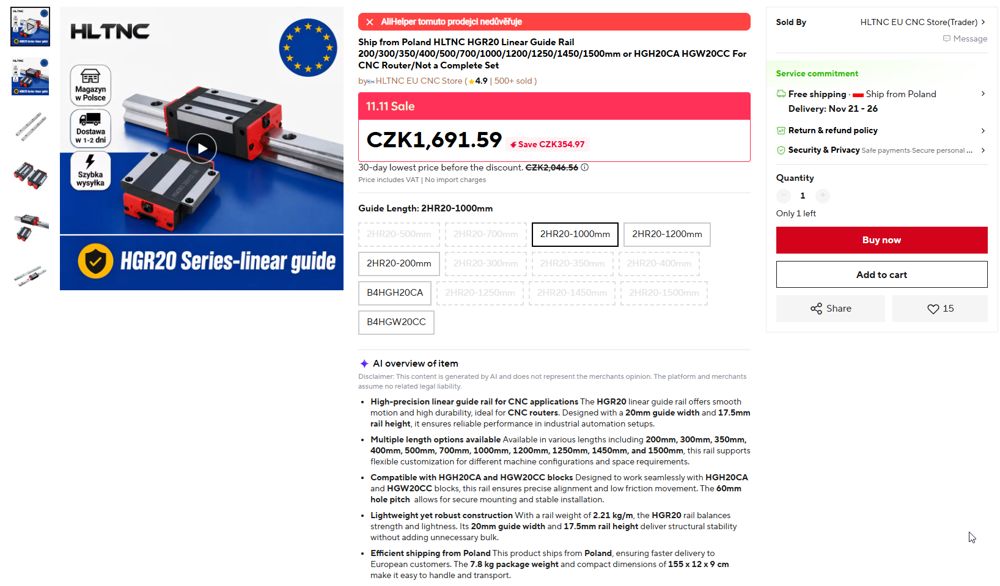 HLTNC
Magazyn
w Polsce
Dostawa
w 1-2 dni
Szybka
wysyłka
HGR20 Series-linear guide
AliHelper tomuto prodejci nedůvěřuje
Ship from Poland HLTNC HGR20 Linear Guide Rail
200/300/350/400/500/700/1000/1200/1250/1450/1500mm or HGH20CA HGW20CC For
CNC Router/Not a Complete Set
by HLTNC EU CNC Store ( 4.9 | 500+ sold )
11.11 Sale
CZK1,691.59 Save CZK354.97
30-day lowest price before the discount. CZK2,046.56
Price includes VAT | No import charges
Guide Length: 2HR20-1000mm
2HR20-500mm 2HR20-700mm 2HR20-1000mm 2HR20-1200mm
2HR20-200mm 2HR20-300mm 2HR20-350mm 2HR20-400mm
B4HGH20CA 2HR20-1250mm 2HR20-1450mm 2HR20-1500mm
B4HGW20CC
AI overview of item
Disclaimer: This content is generated by AI and does not represent the merchants opinion. The platform and merchants
assume no related legal liability.
• High-precision linear guide rail for CNC applications The HGR20 linear guide rail offers smooth
motion and high durability, ideal for CNC routers. Designed with a 20mm guide width and 17.5mm
rail height, it ensures reliable performance in industrial automation setups.
• Multiple length options available Available in various lengths including 200mm, 300mm, 350mm,
400mm, 500mm, 700mm, 1000mm, 1200mm, 1250mm, 1450mm, and 1500mm, this rail supports
flexible customization for different machine configurations and space requirements.
• Compatible with HGH20CA and HGW20CC blocks Designed to work seamlessly with HGH20CA
and HGW20CC blocks, this rail ensures precise alignment and low friction movement. The 60mm
hole pitch allows for secure mounting and stable installation.
• Lightweight yet robust construction With a rail weight of 2.21 kg/m, the HGR20 rail balances
strength and lightness. Its 20mm guide width and 17.5mm rail height deliver structural stability
without adding unnecessary bulk.
• Efficient shipping from Poland This product ships from Poland, ensuring faster delivery to
European customers. The 7.8 kg package weight and compact dimensions of 155 x 12 x 9 cm
make it easy to handle and transport.
Sold By HLTNC EU CNC Store(Trader)
Message
Service commitment
Free shipping · Ship from Poland
Delivery: Nov 21 - 26
Return & refund policy
Security & Privacy Safe payments·Secure personal ...
Quantity
1
Only 1 left
Buy now
Add to cart
Share 15